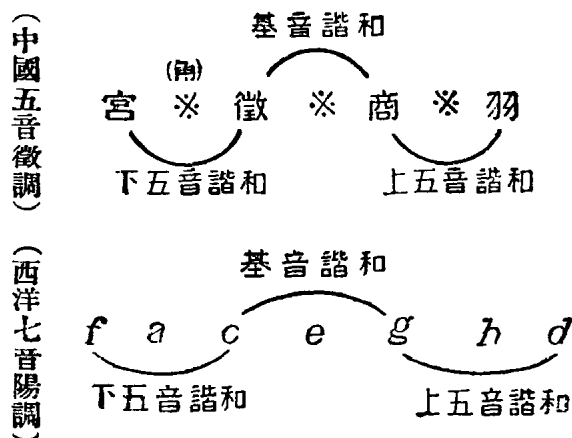 (中國五音徵調)
基音諧和
(角)
宮 ※ 徵 ※ 商 ※ 羽
下五音諧和 上五音諧和
(西洋七音陽調)
基音諧和
f a c e g h d
下五音諧和 上五音諧和